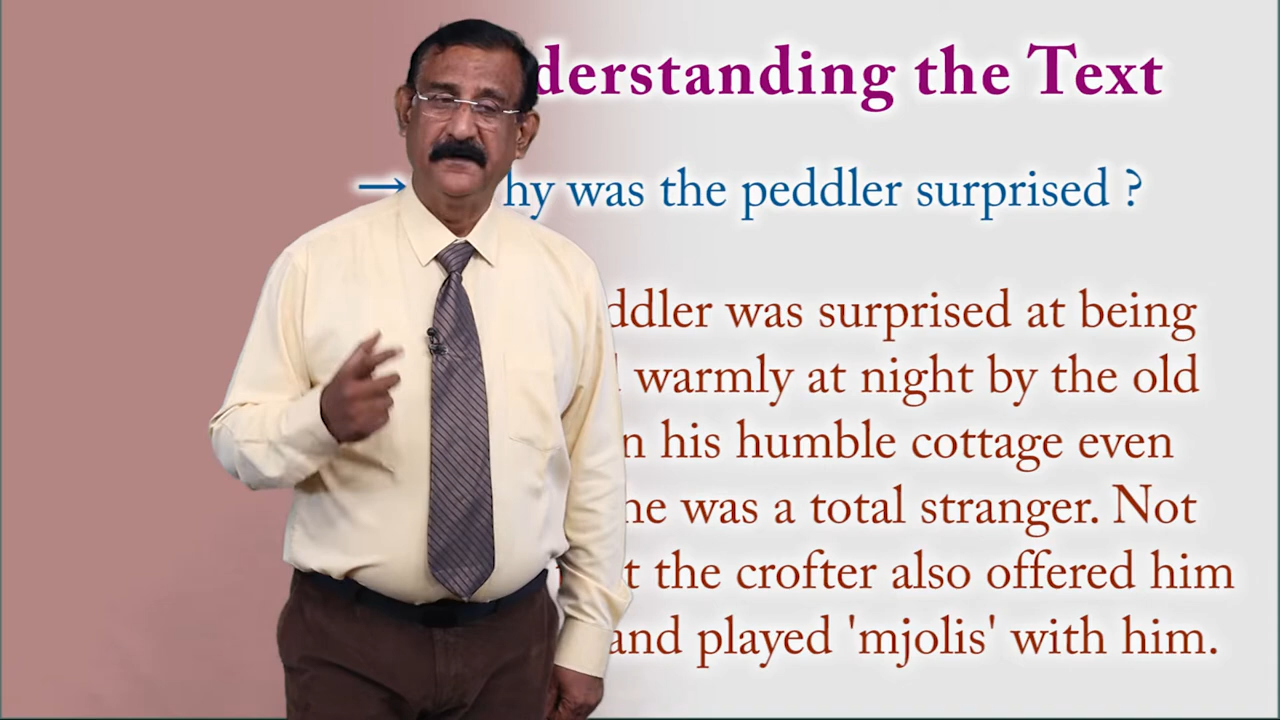 derstanding the Text
→ hy was the peddler surprised ?
ddler was surprised at being
warmly at night by the old
n his humble cottage even
he was a total stranger. Not
t the crofter also offered him
and played 'mjolis' with him.